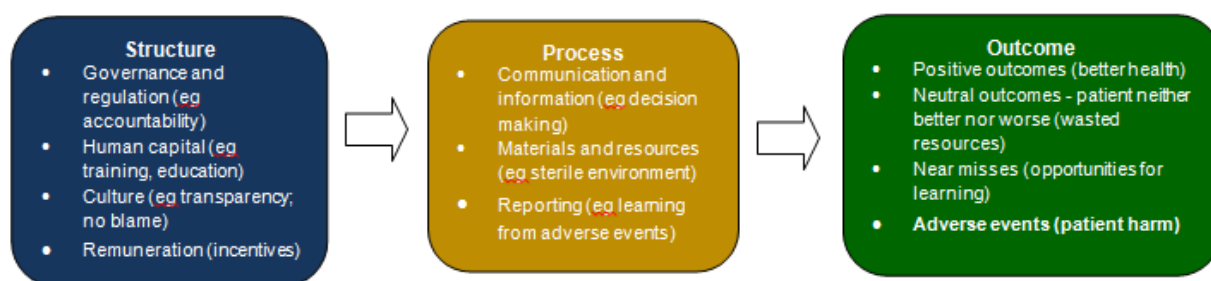 Structure
• Governance and
regulation (eg
accountability)
• Human capital (eg
training, education)
• Culture (eg transparency;
no blame)
• Remuneration (incentives)
Process
• Communication and
information (eg decision
making)
• Materials and resources
(eg sterile environment)
• Reporting (eg learning
from adverse events)
Outcome
• Positive outcomes (better health)
• Neutral outcomes - patient neither
better nor worse (wasted
resources)
• Near misses (opportunities for
learning)
• Adverse events (patient harm)